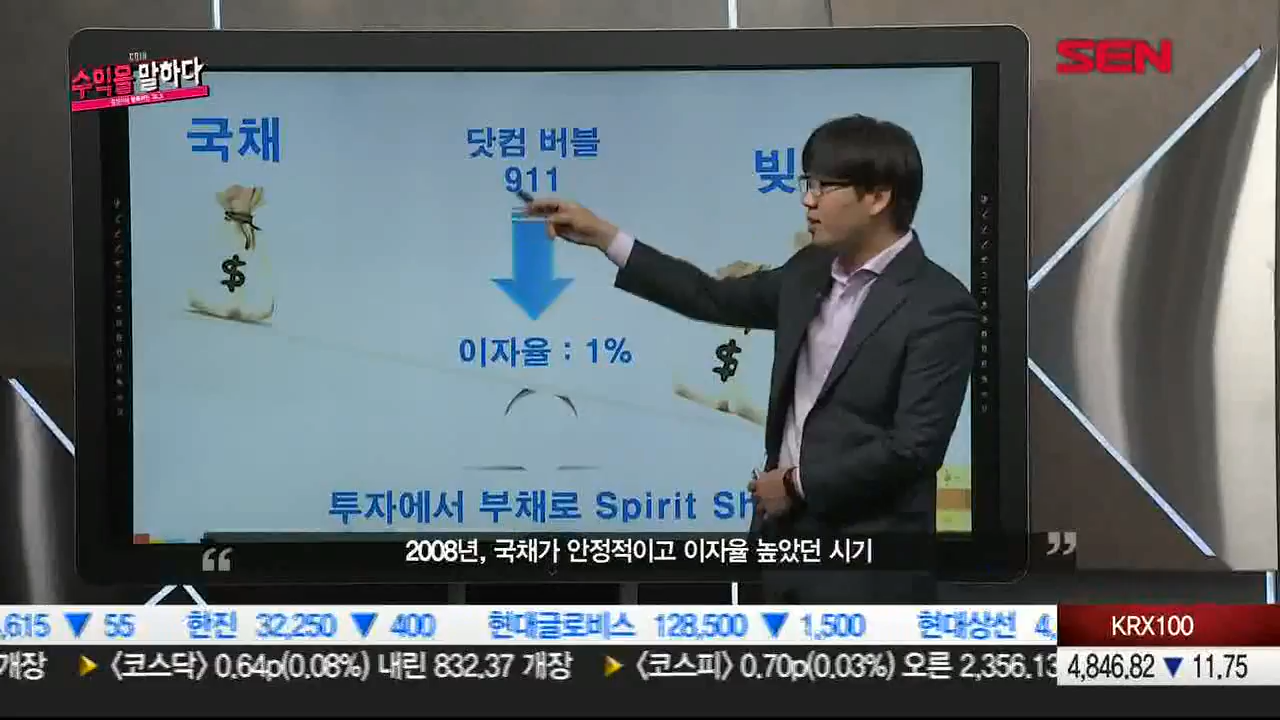 COIN
수익률 말하다
SEN
국채
닷컴 버블
빚
911
$
이자율 : 1%
$
투자에서 부채로 Spirit Sh
“ 2008년, 국채가 안정적이고 이자율 높았던 시기 ”
,615 ▼ 55 한진 32,250 ▼ 400 현대글로비스 128,500 ▼ 1,500 현대상선 4,
KRX100
개장 〈코스닥〉 0.64p(0.08%) 내린 832.37 개장 〈코스피〉 0.70p(0.03%) 오른 2,356.13
4,846.82 ▼ 11.75